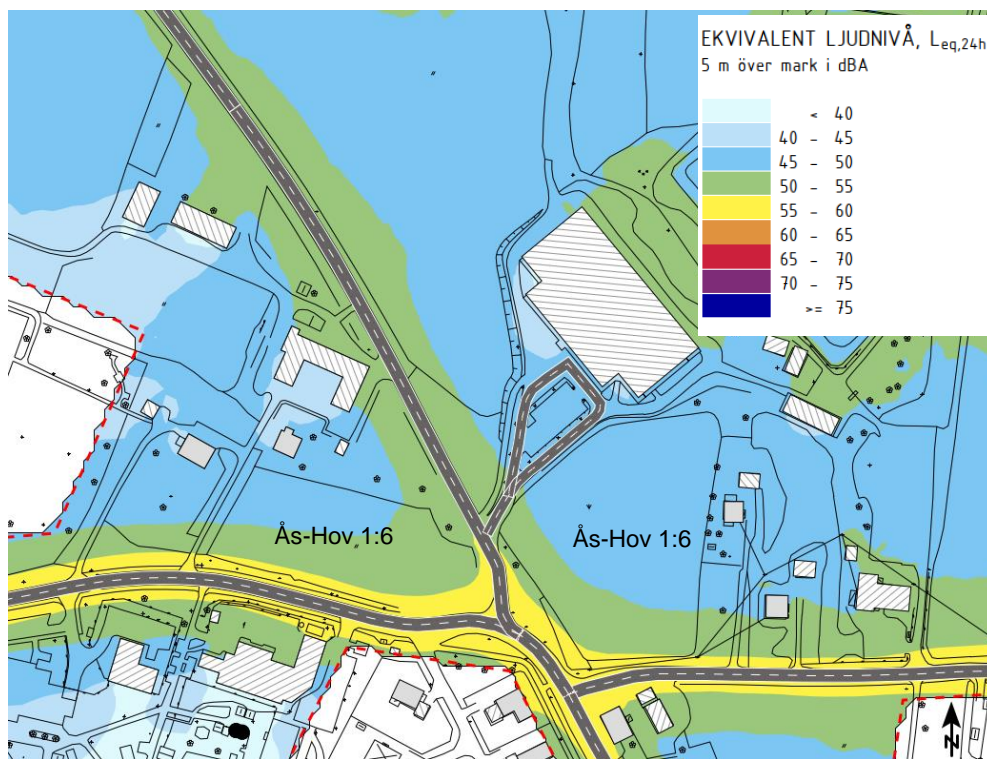 EKVIVALENT LJUDNIVÅ, Leq,24h
5 m över mark i dBA
< 40
40 - 45
45 - 50
50 - 55
55 - 60
60 - 65
65 - 70
70 - 75
>= 75
Ås-Hov 1:6
Ås-Hov 1:6
N